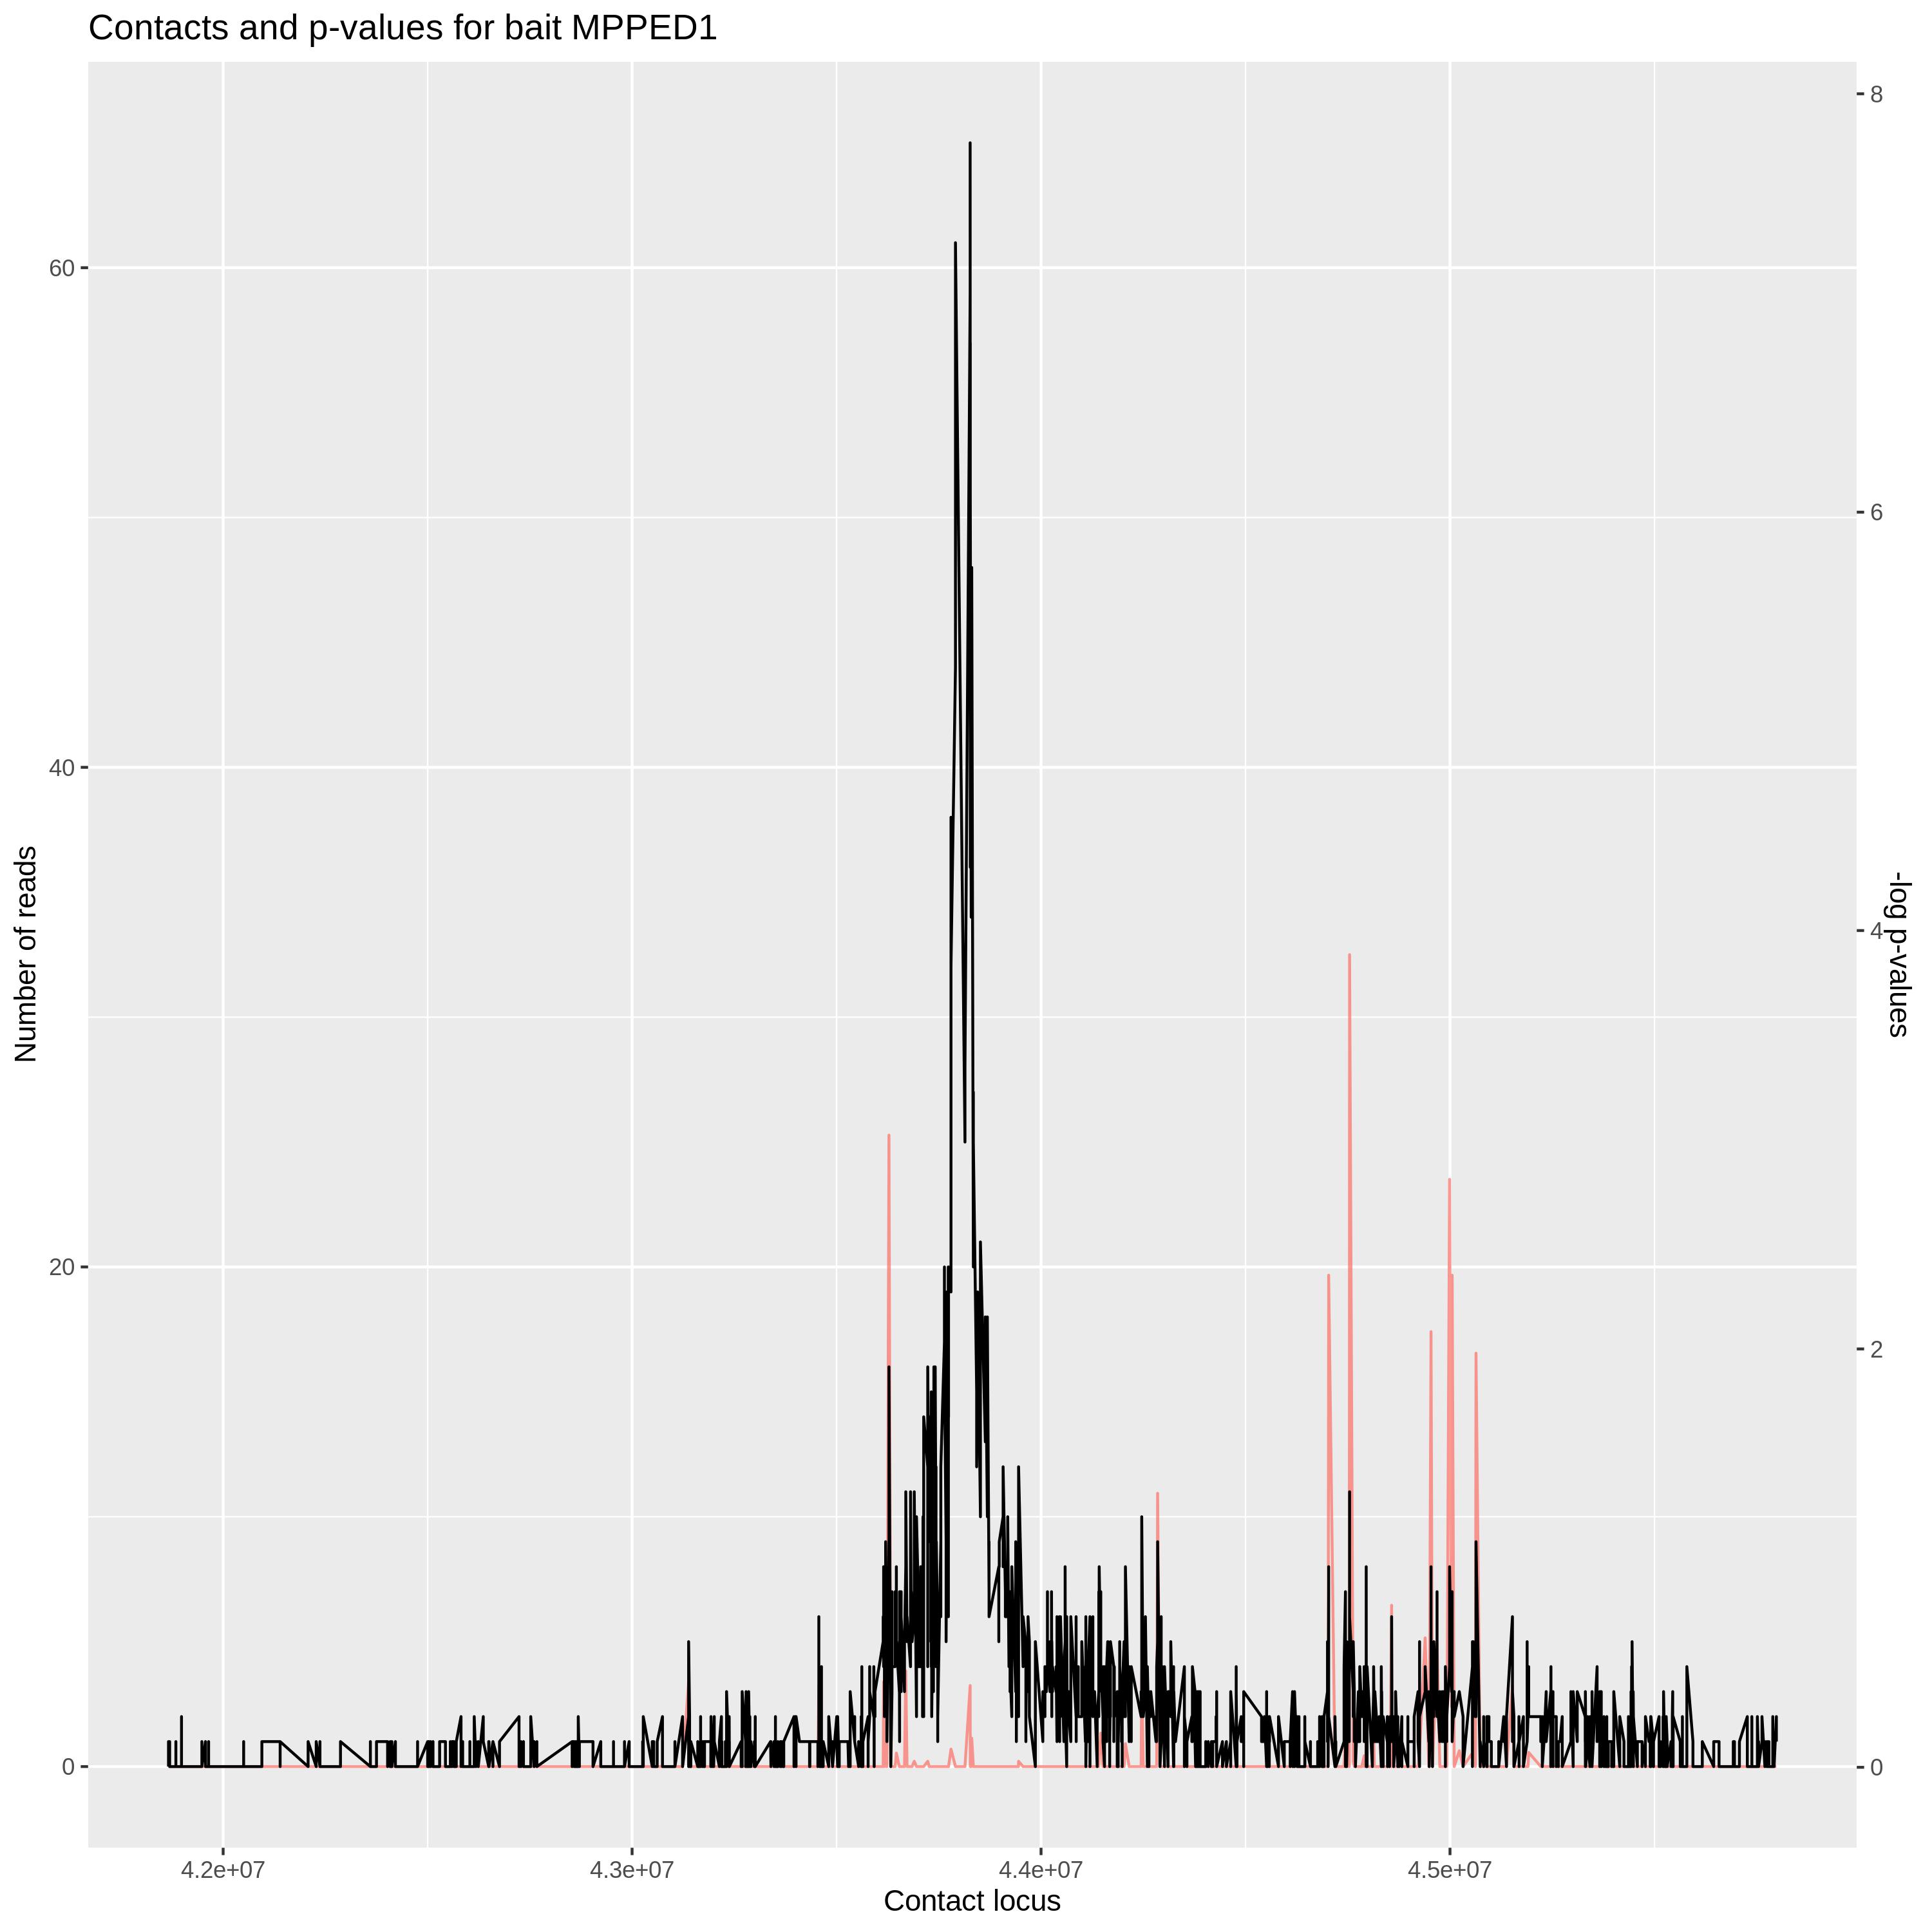 Contacts and p-values for bait MPPED1
Number of reads
60
40
20
0
8
6
4
2
0
-log p-values
4.2e+07
4.3e+07
4.4e+07
4.5e+07
Contact locus